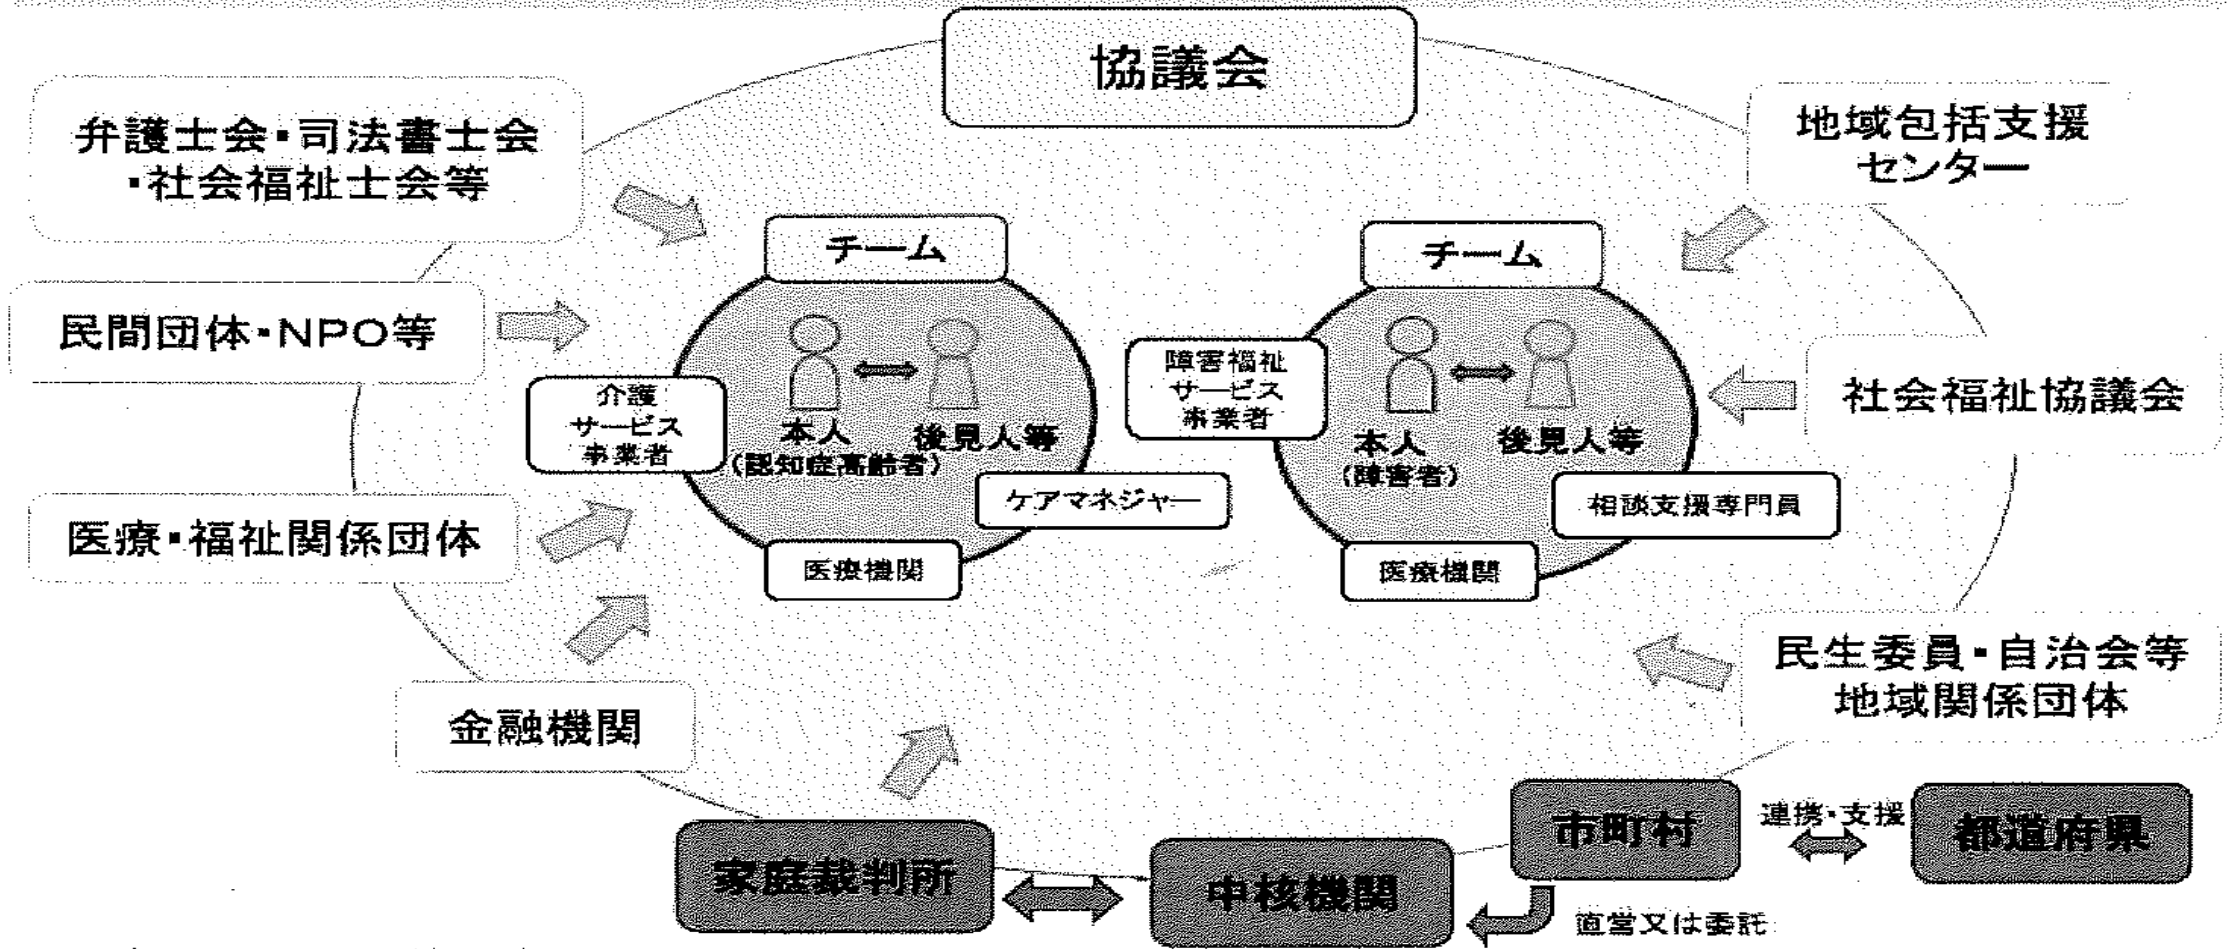 協議会
弁護士会・司法書士会
・社会福祉士会等
地域包括支援
センター
チーム
チーム
民間団体・NPO等
障害福祉
サービス
事業者
社会福祉協議会
介護
サービス
事業者
本人
(認知症高齢者)
後見人等
本人
(障害者)
後見人等
ケアマネジャー
相談支援専門員
医療・福祉関係団体
医療機関
医療機関
民生委員・自治会等
地域関係団体
金融機関
市町村
連携・支援
都道府県
家庭裁判所
中核機関
直営又は委託